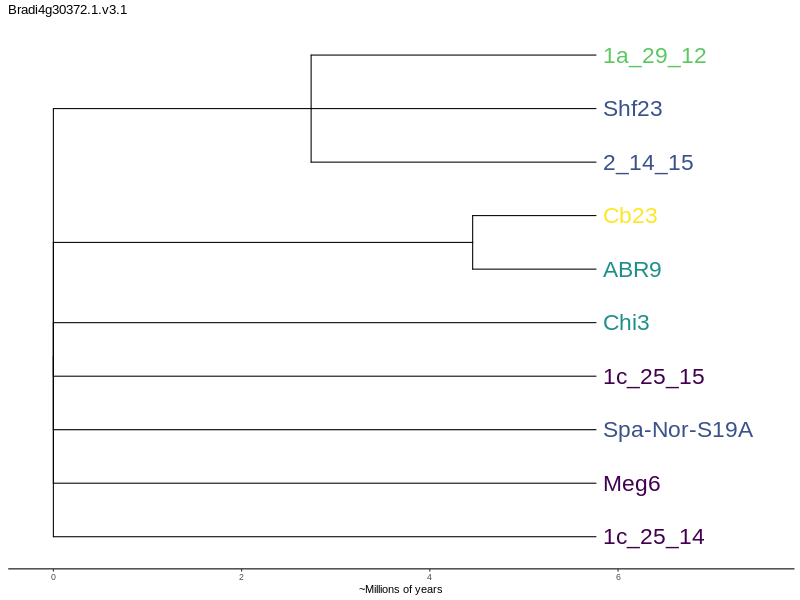 Bradi4g30372.1.v3.1
1a_29_12
Shf23
2_14_15
Cb23
ABR9
Chi3
1c_25_15
Spa-Nor-S19A
Meg6
1c_25_14
0 2 4 6
~Millions of years